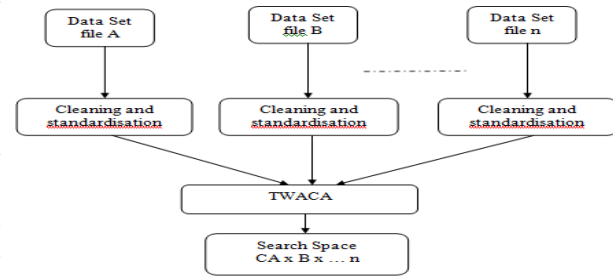 Data Set
file A
Data Set
file B
Data Set
file n
Cleaning and
standardisation
Cleaning and
standardisation
Cleaning and
standardisation
TWACA
Search Space
CA x B x ... n